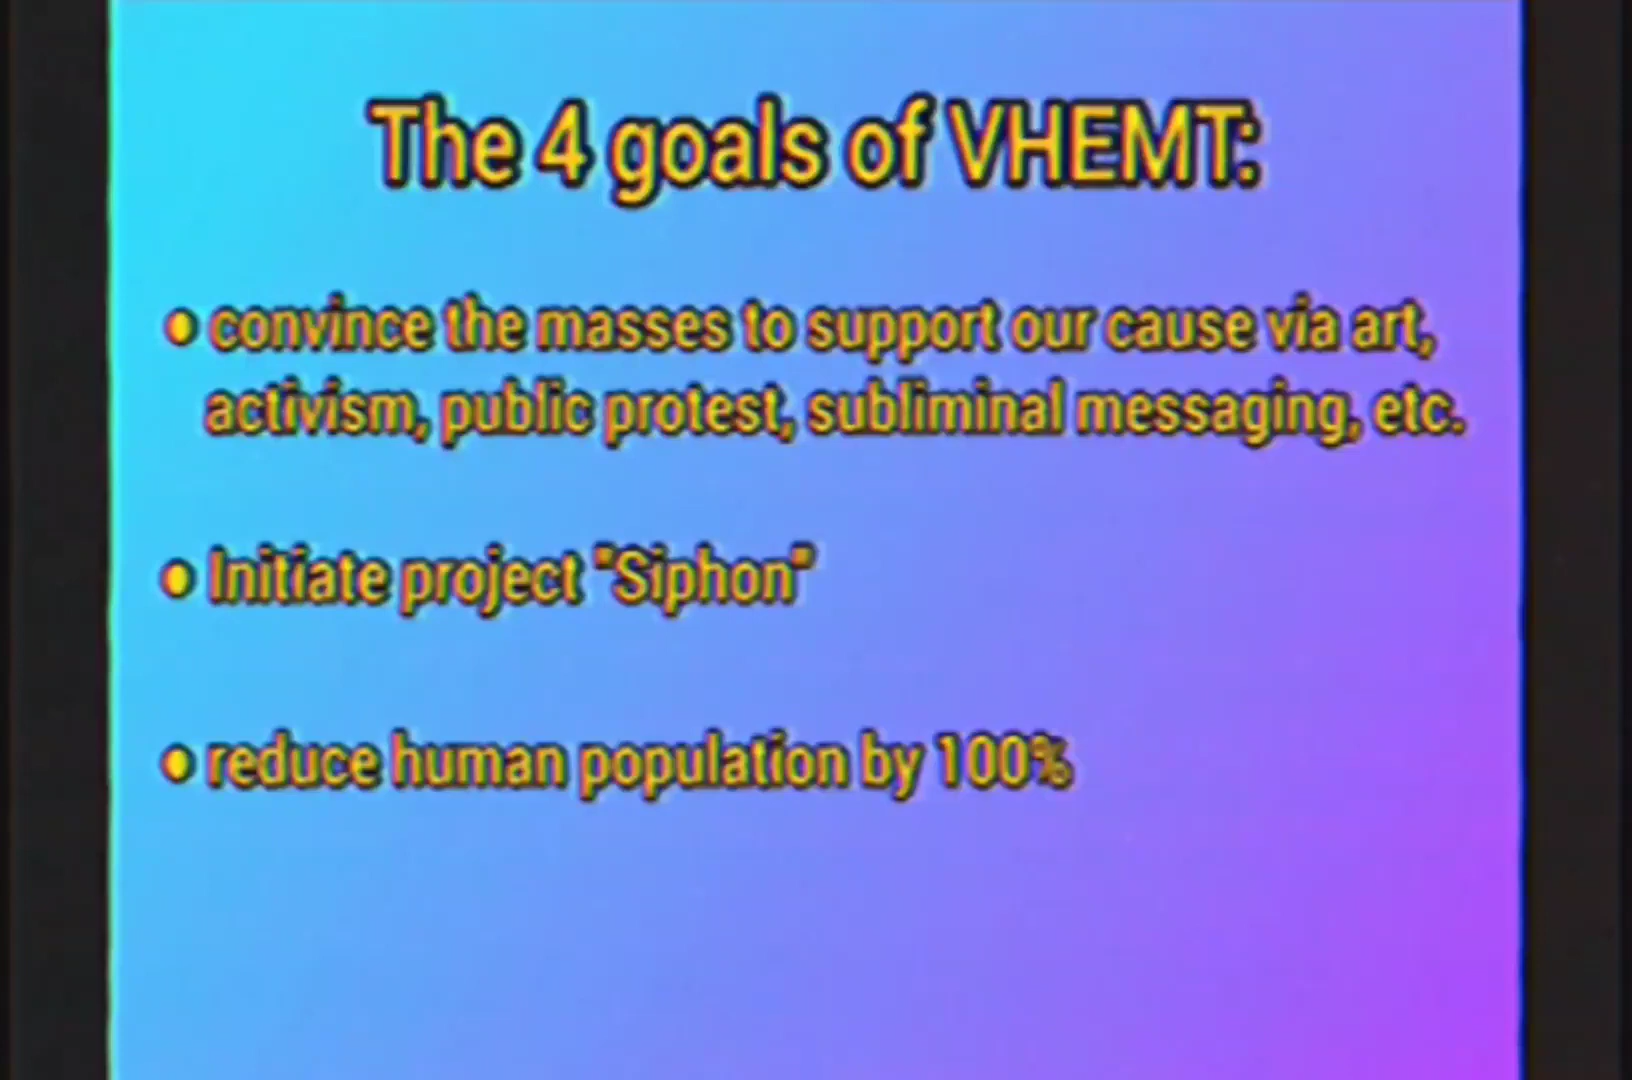 The 4 goals of VHEMT:
• convince the masses to support our cause via art,
activism, public protest, subliminal messaging, etc.
• Initiate project "Siphon"
• reduce human population by 100%